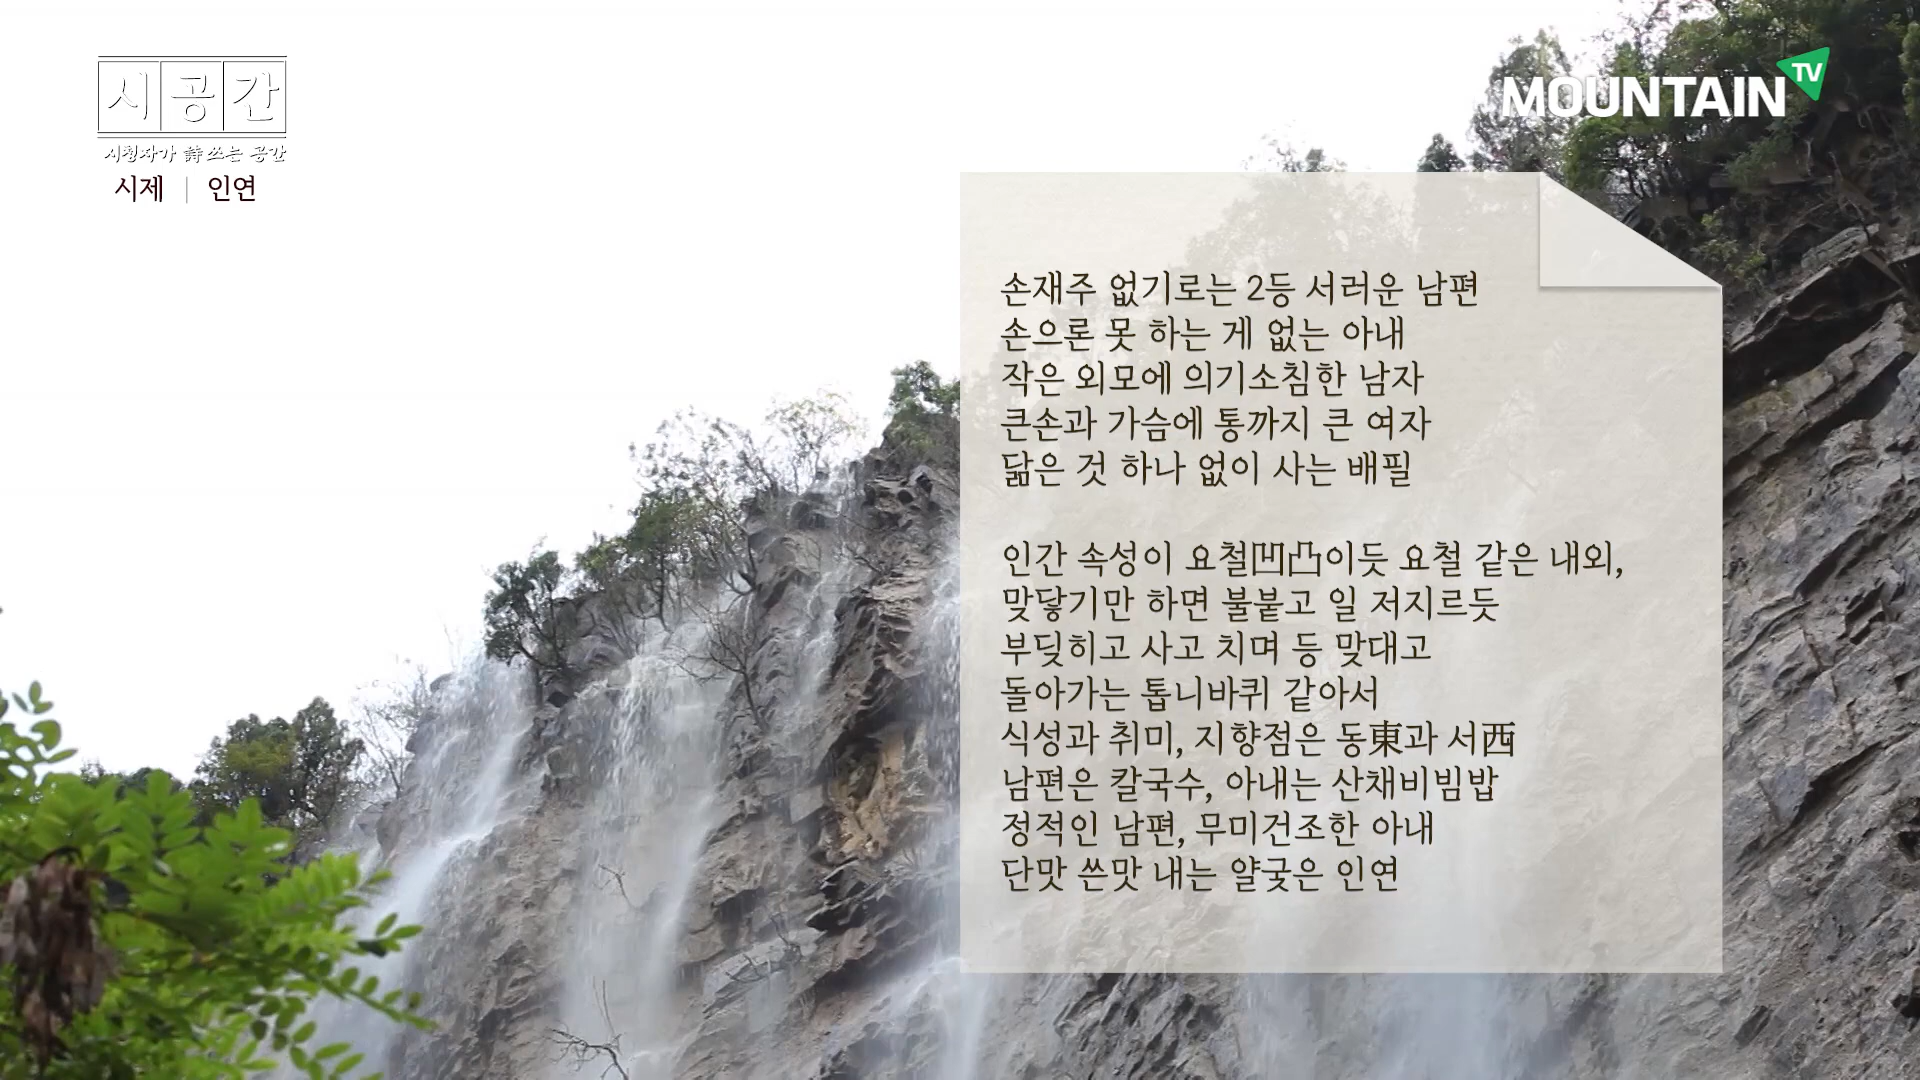 시공간
시청자가 詩 쓰는 공간
시제 | 인연
MOUNTAIN TV
손재주 없기로는 2등 서러운 남편
손으론 못 하는 게 없는 아내
작은 외모에 의기소침한 남자
큰손과 가슴에 통까지 큰 여자
닮은 것 하나 없이 사는 배필
인간 속성이 요철凹凸이듯 요철 같은 내외,
맞닿기만 하면 불붙고 일 저지르듯
부딪히고 사고 치며 등 맞대고
돌아가는 톱니바퀴 같아서
식성과 취미, 지향점은 동東과 서西
남편은 칼국수, 아내는 산채비빔밥
정적인 남편, 무미건조한 아내
단맛 쓴맛 내는 얄궂은 인연